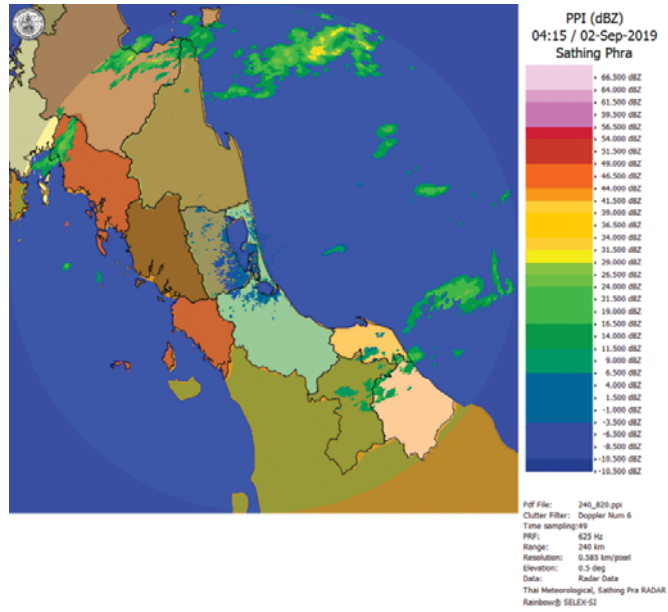 PPI (dBZ)
04:15 / 02-Sep-2019
Sathing Phra
66.500 dBZ
64.000 dBZ
61.500 dBZ
59.500 dBZ
56.500 dBZ
54.000 dBZ
51.500 dBZ
49.000 dBZ
46.500 dBZ
44.000 dBZ
41.500 dBZ
39.000 dBZ
36.500 dBZ
34.000 dBZ
31.500 dBZ
29.000 dBZ
26.500 dBZ
24.000 dBZ
21.500 dBZ
19.000 dBZ
14.000 dBZ
11.500 dBZ
9.000 dBZ
6.500 dBZ
4.000 dBZ
1.500 dBZ
-1.000 dBZ
-3.500 dBZ
-6.500 dBZ
-8.500 dBZ
-10.500 dBZ
-10.500 dBZ
Pdf File: 240_820.ppi
Clutter Filter: Doppler Num 6
Time sampling:49
PRF: 625 Hz
Range: 240 km
Resolution: 0.585 km/pixel
Elevation: 0.5 deg
Data: Radar Data
Thai Meteorological, Sathing Pra RADAR
Rainbow® SELEX-SI